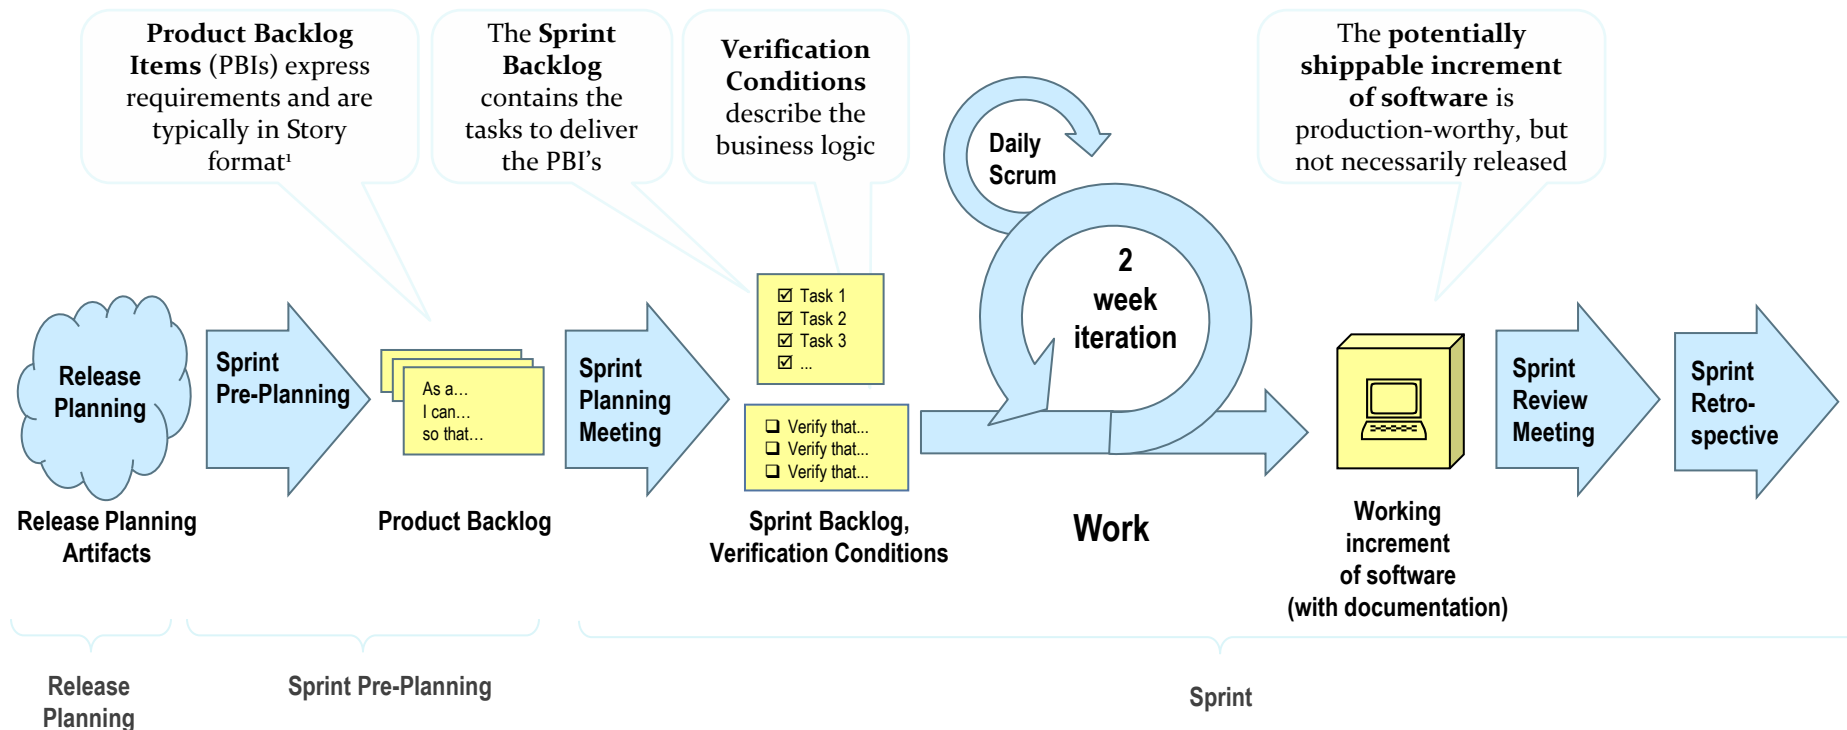 Product Backlog
Items (PBIs) express
requirements and are
typically in Story
format¹
The Sprint
Backlog
contains the
tasks to deliver
the PBI's
Verification
Conditions
describe the
business logic
The potentially
shippable increment
of software is
production-worthy, but
not necessarily released
Daily
Scrum
2
week
iteration
Release
Planning
Sprint
Pre-Planning
As a...
I can...
so that...
Sprint
Planning
Meeting
☑ Task 1
☑ Task 2
☑ Task 3
☑ ...
❑ Verify that...
❑ Verify that...
❑ Verify that...
Sprint
Review
Meeting
Sprint
Retro-
spective
Release Planning
Artifacts
Product Backlog
Sprint Backlog,
Verification Conditions
Work
Working
increment
of software
(with documentation)
Release
Planning
Sprint Pre-Planning
Sprint